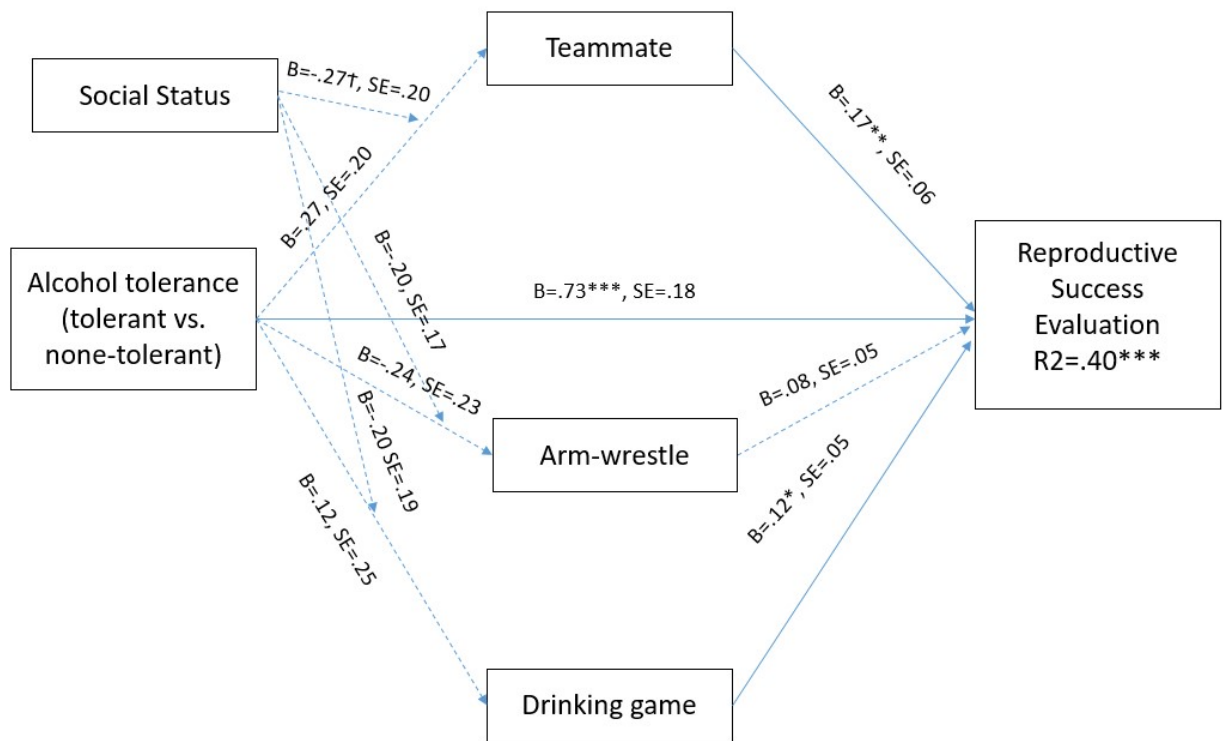 Teammate
Social Status
B=-.27†, SE=.20
B=.17**, SE=.06
B=.27, SE=.20
Alcohol tolerance
(tolerant vs.
none-tolerant)
B=-.20, SE=.17
B=.73***, SE=.18
Reproductive
Success
Evaluation
R2=.40***
B=-.24, SE=.23
B=.08, SE=.05
B=-.20 SE=.19
Arm-wrestle
B=.12*, SE=.05
B=.12, SE=.25
Drinking game